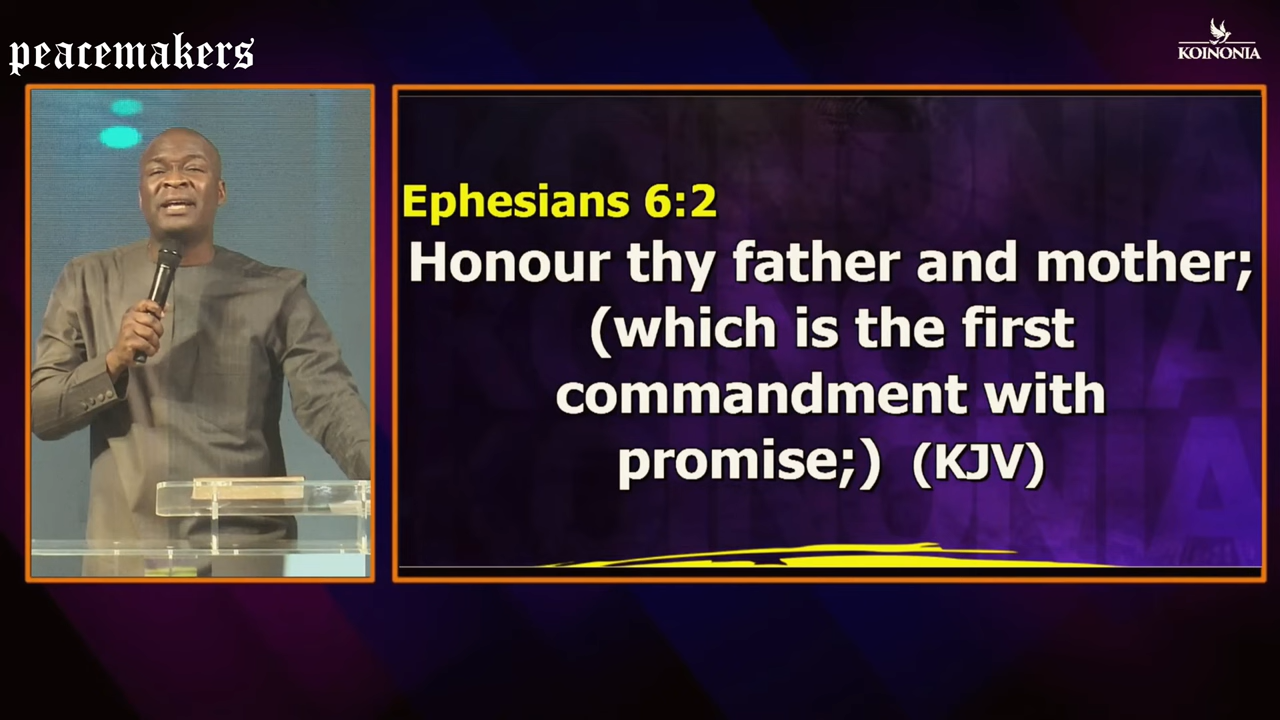 peacemakers
KOINONIA
Ephesians 6:2
Honour thy father and mother;
(which is the first
commandment with
promise;) (KJV)